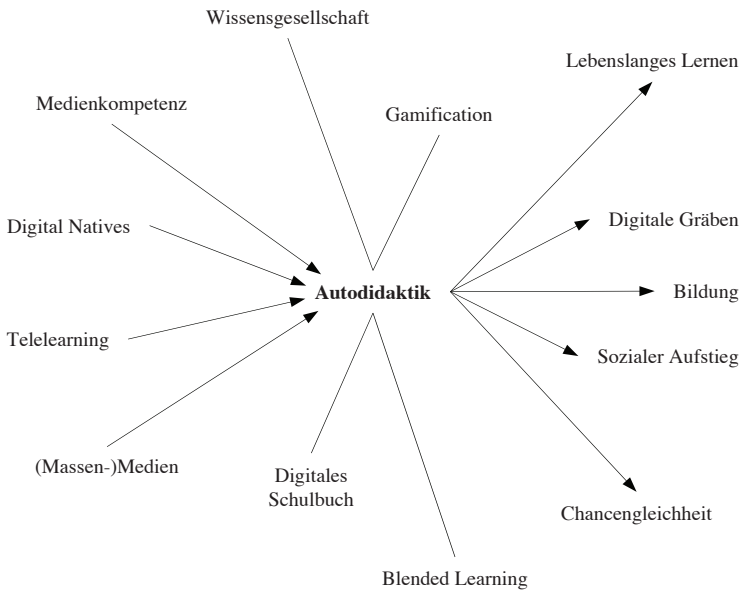 Wissensgesellschaft
Lebenslanges Lernen
Medienkompetenz
Gamification
Digital Natives
Digitale Gräben
Autodidaktik
Bildung
Telelearning
Sozialer Aufstieg
(Massen-)Medien
Digitales
Schulbuch
Chancengleichheit
Blended Learning